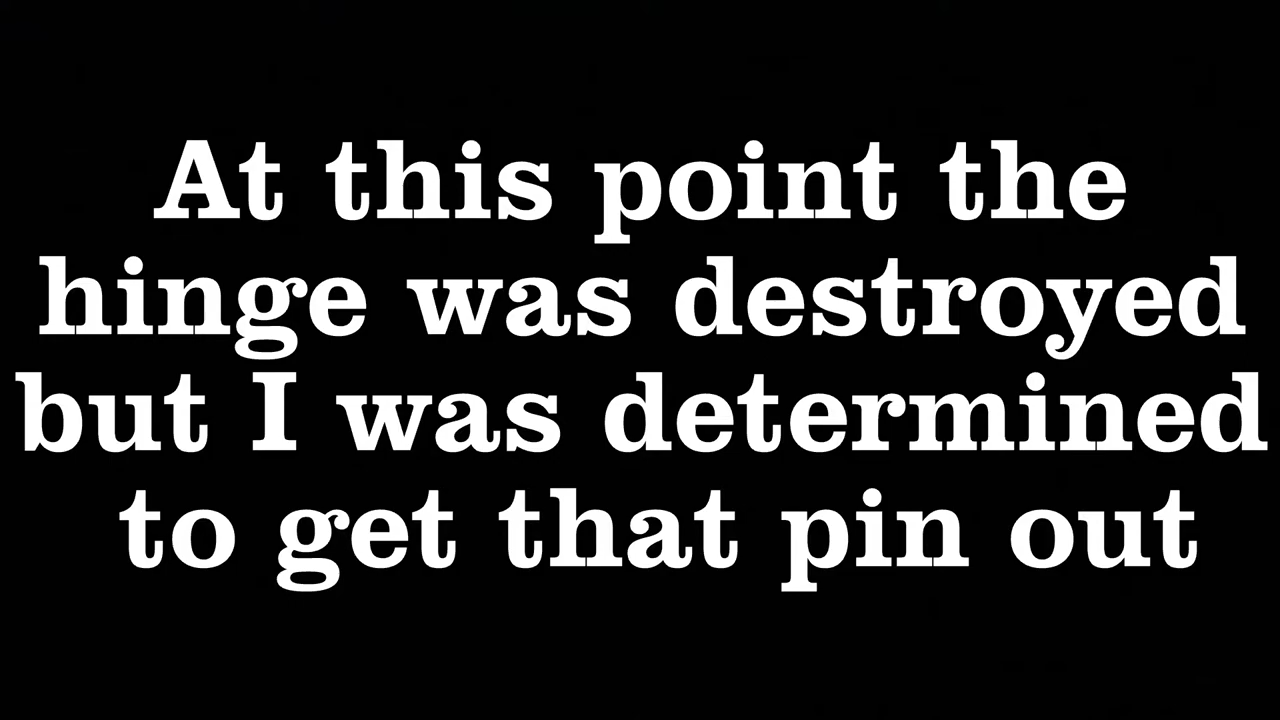 At this point the
hinge was destroyed
but I was determined
to get that pin out